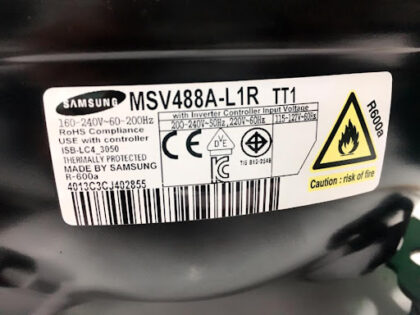 SAMSUNG MSV488A-L1R TT1
160-240V~60-200Hz
RoHS Compliance
USE with controller
ISB-LC4_3050
THERMALLY PROTECTED
MADE BY SAMSUNG
R-600a
4013C3CJ402855
with Inverter Controller Input Voltage
200-240V~50Hz, 220V~60Hz
115-127V~60Hz
CE
VDE
R600a
Caution : risk of fire